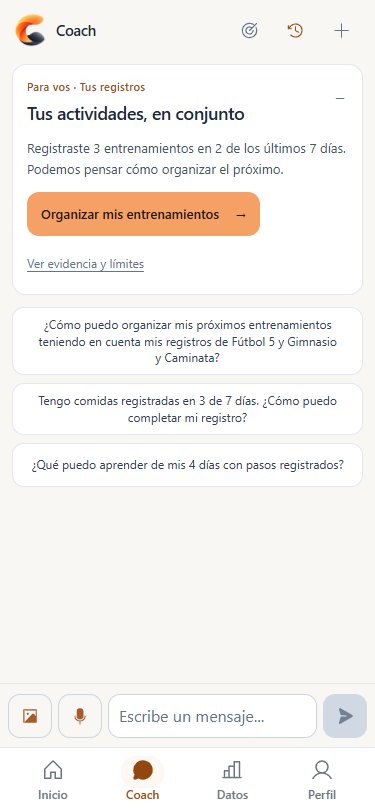 Coach
Para vos · Tus registros
Tus actividades, en conjunto
Registraste 3 entrenamientos en 2 de los últimos 7 días.
Podemos pensar cómo organizar el próximo.
Organizar mis entrenamientos →
Ver evidencia y límites
¿Cómo puedo organizar mis próximos entrenamientos
teniendo en cuenta mis registros de Fútbol 5 y Gimnasio
y Caminata?
Tengo comidas registradas en 3 de 7 días. ¿Cómo puedo
completar mi registro?
¿Qué puedo aprender de mis 4 días con pasos registrados?
Escribe un mensaje...
Inicio
Coach
Datos
Perfil